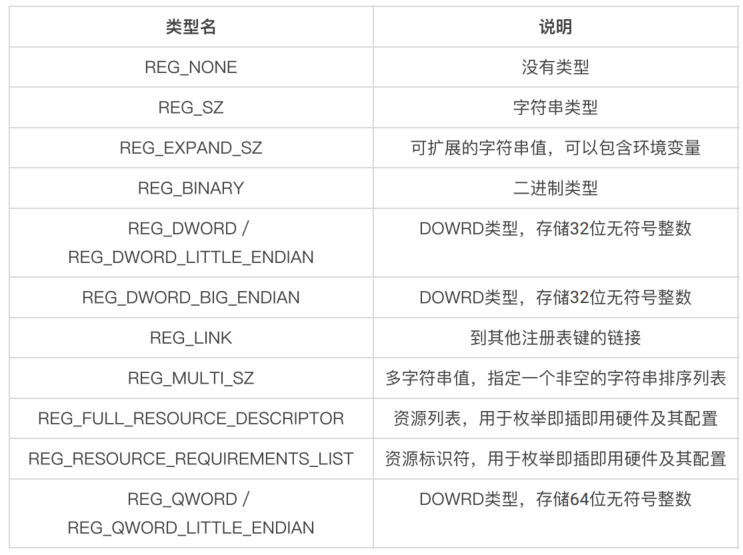 类型名 说明
REG_NONE 没有类型
REG_SZ 字符串类型
REG_EXPAND_SZ 可扩展的字符串值，可以包含环境变量
REG_BINARY 二进制类型
REG_DWORD / DOWRD类型，存储32位无符号整数
REG_DWORD_LITTLE_ENDIAN
REG_DWORD_BIG_ENDIAN DOWRD类型，存储32位无符号整数
REG_LINK 到其他注册表键的链接
REG_MULTI_SZ 多字符串值，指定一个非空的字符串排序列表
REG_FULL_RESOURCE_DESCRIPTOR 资源列表，用于枚举即插即用硬件及其配置
REG_RESOURCE_REQUIREMENTS_LIST 资源标识符，用于枚举即插即用硬件及其配置
REG_QWORD / DOWRD类型，存储64位无符号整数
REG_QWORD_LITTLE_ENDIAN